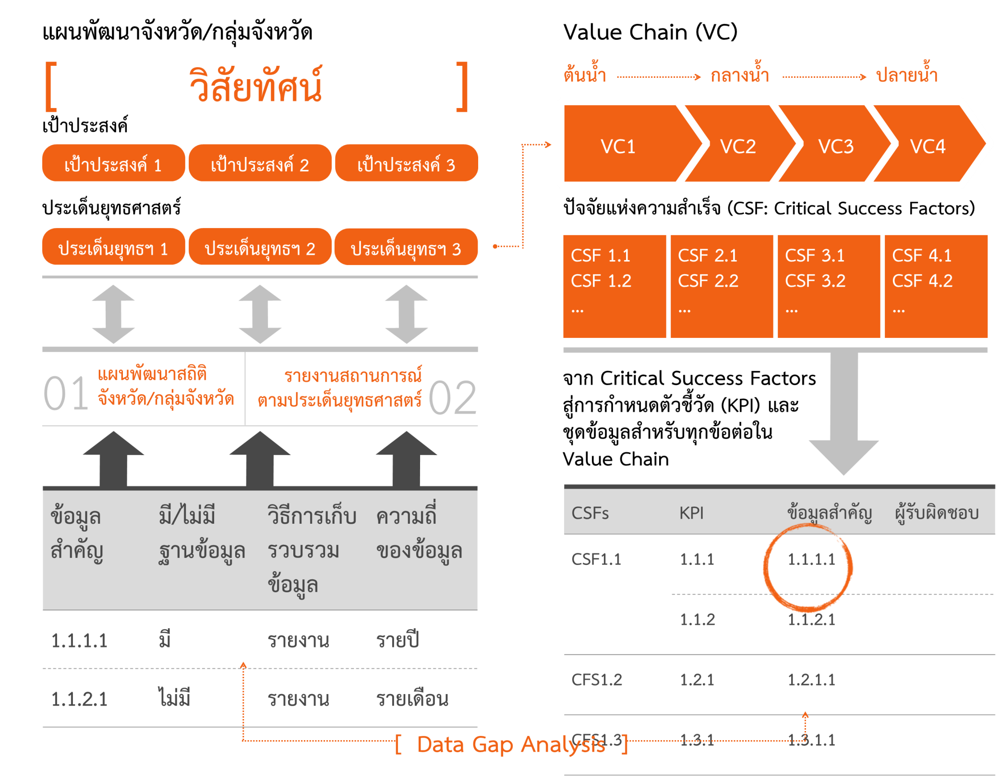 แผนพัฒนาจังหวัด/กลุ่มจังหวัด
[ วิสัยทัศน์ ]
เป้าประสงค์
เป้าประสงค์ 1 เป้าประสงค์ 2 เป้าประสงค์ 3
ประเด็นยุทธศาสตร์
ประเด็นยุทธฯ 1 ประเด็นยุทธฯ 2 ประเด็นยุทธฯ 3
01 แผนพัฒนาสถิติ
จังหวัด/กลุ่มจังหวัด
รายงานสถานการณ์
ตามประเด็นยุทธศาสตร์ 02
ข้อมูล มี/ไม่มี วิธีการเก็บ ความถี่
สำคัญ ฐานข้อมูล รวบรวม ของข้อมูล
ข้อมูล
1.1.1.1 มี รายงาน รายปี
1.1.2.1 ไม่มี รายงาน รายเดือน
Value Chain (VC)
ต้นน้ำ กลางน้ำ ปลายน้ำ
VC1 VC2 VC3 VC4
ปัจจัยแห่งความสำเร็จ (CSF: Critical Success Factors)
CSF 1.1 CSF 2.1 CSF 3.1 CSF 4.1
CSF 1.2 CSF 2.2 CSF 3.2 CSF 4.2
... ... ... ...
จาก Critical Success Factors
สู่การกำหนดตัวชี้วัด (KPI) และ
ชุดข้อมูลสำหรับทุกข้อต่อใน
Value Chain
CSFs KPI ข้อมูลสำคัญ ผู้รับผิดชอบ
CSF1.1 1.1.1 1.1.1.1
1.1.2 1.1.2.1
CFS1.2 1.2.1 1.2.1.1
CFS1.3 1.3.1 1.3.1.1
[ Data Gap Analysis ]